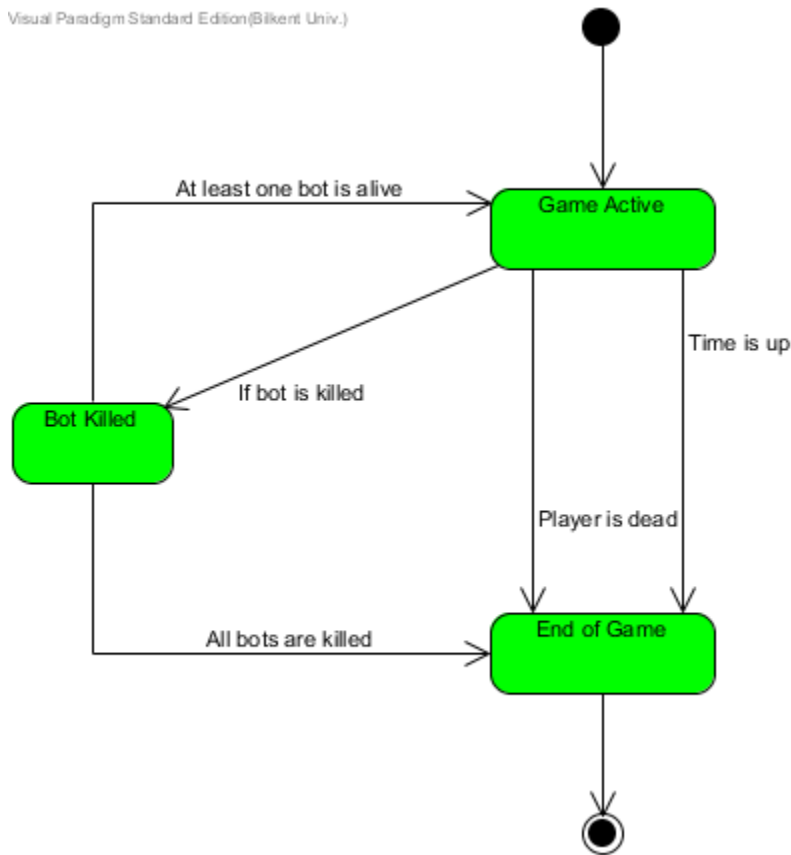 Visual Paradigm Standard Edition(Bilkent Univ.)
At least one bot is alive
Game Active
Time is up
If bot is killed
Bot Killed
Player is dead
All bots are killed
End of Game